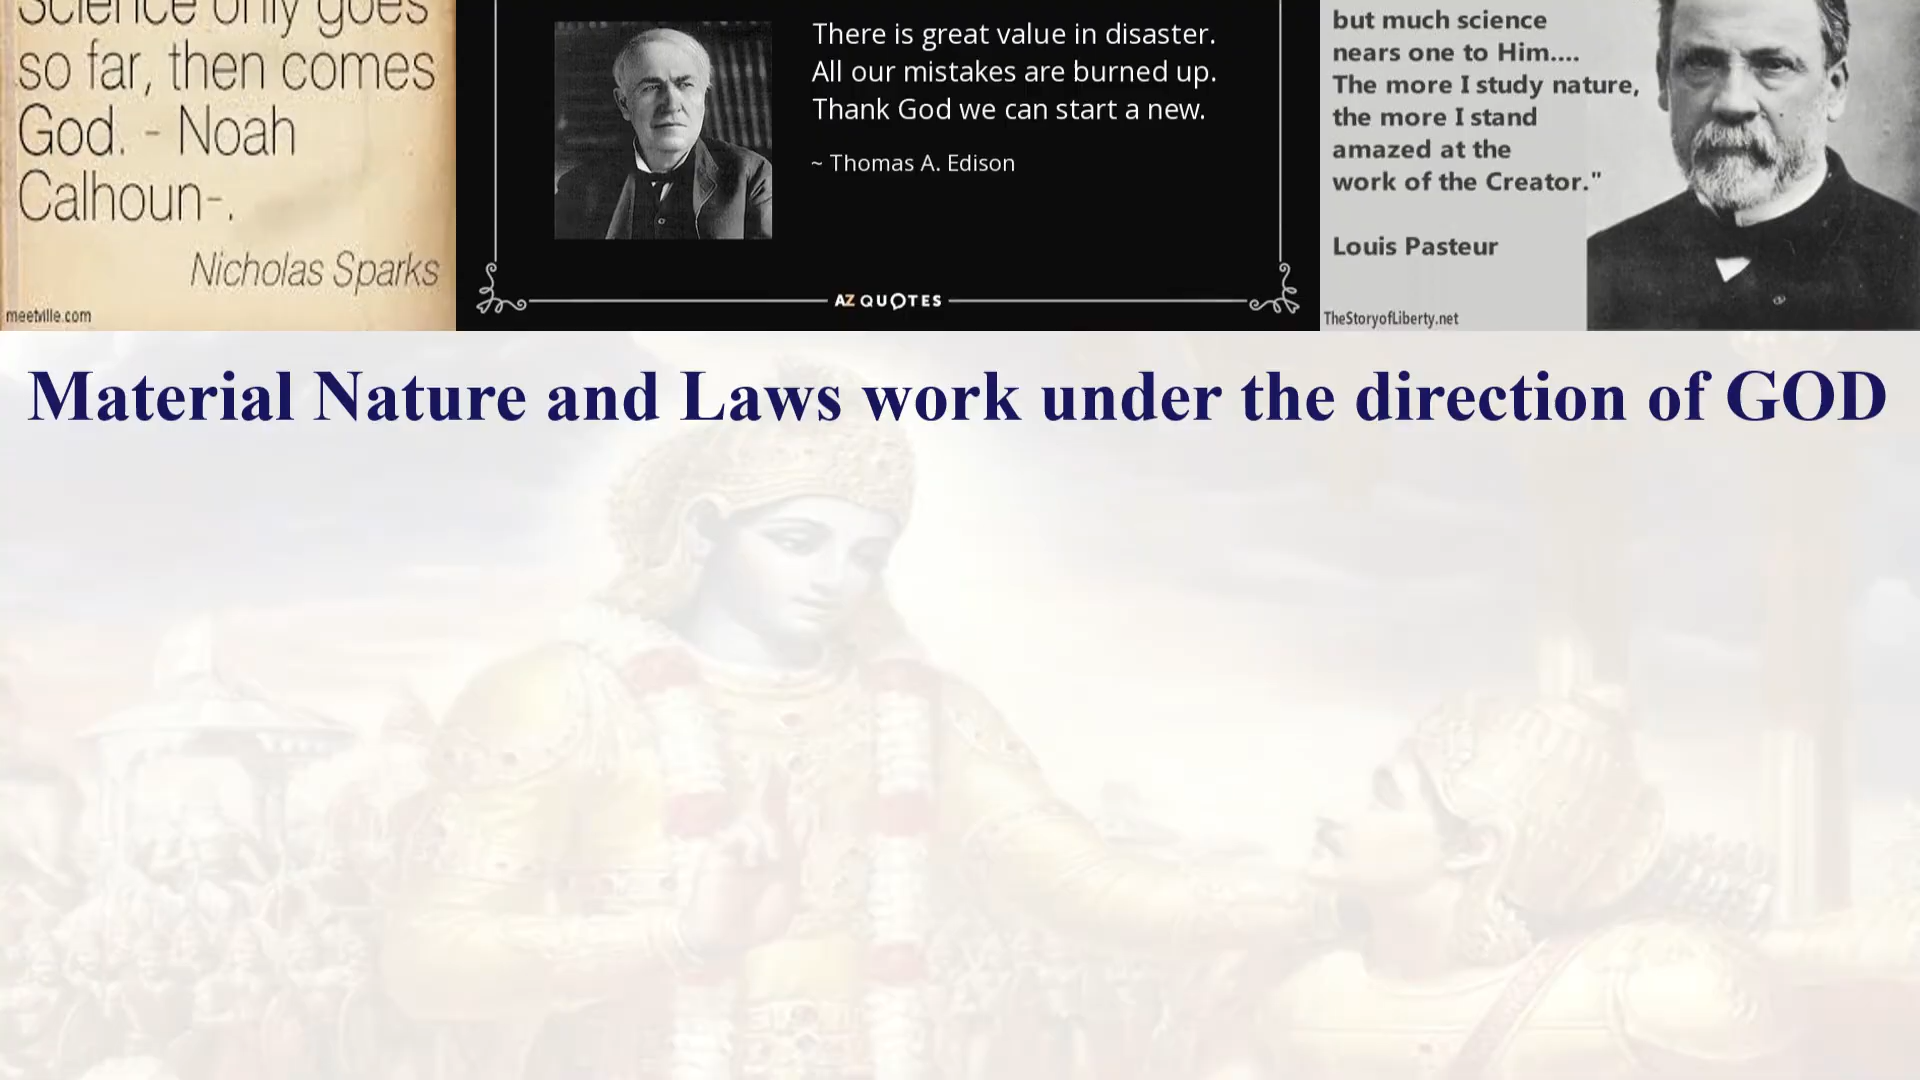 Science only goes
so far, then comes
God. - Noah
Calhoun-.
Nicholas Sparks
meetville.com
There is great value in disaster.
All our mistakes are burned up.
Thank God we can start a new.
~ Thomas A. Edison
AZ QUOTES
but much science
nears one to Him....
The more I study nature,
the more I stand
amazed at the
work of the Creator."
Louis Pasteur
TheStoryofLiberty.net
Material Nature and Laws work under the direction of GOD